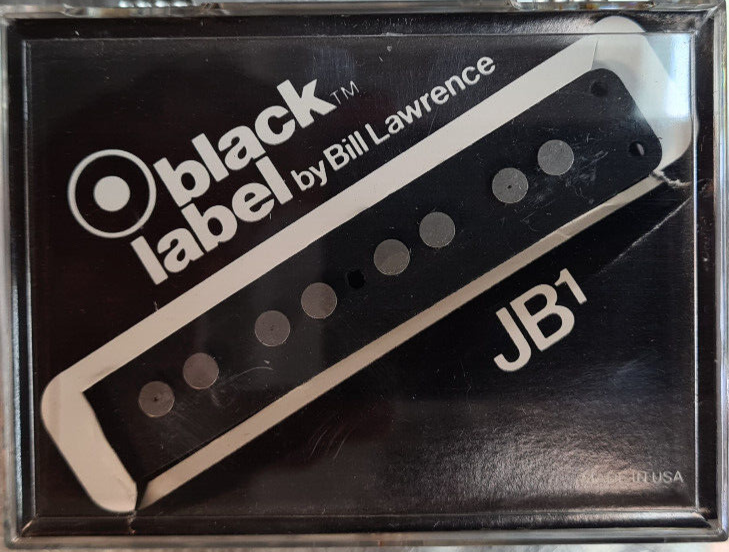 black™
label by Bill Lawrence
JB1
MADE IN USA